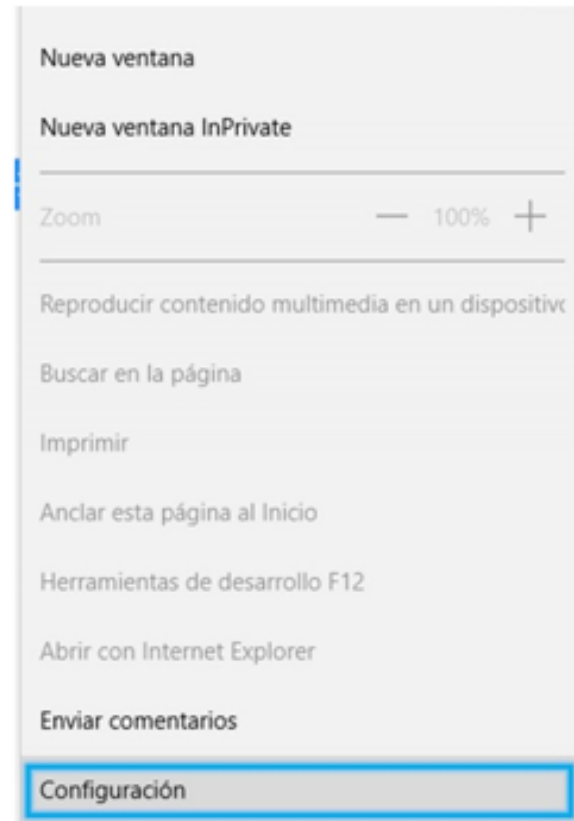 Nueva ventana
Nueva ventana InPrivate
Zoom — 100% +
Reproducir contenido multimedia en un dispositivo
Buscar en la página
Imprimir
Anclar esta página al Inicio
Herramientas de desarrollo F12
Abrir con Internet Explorer
Enviar comentarios
Configuración